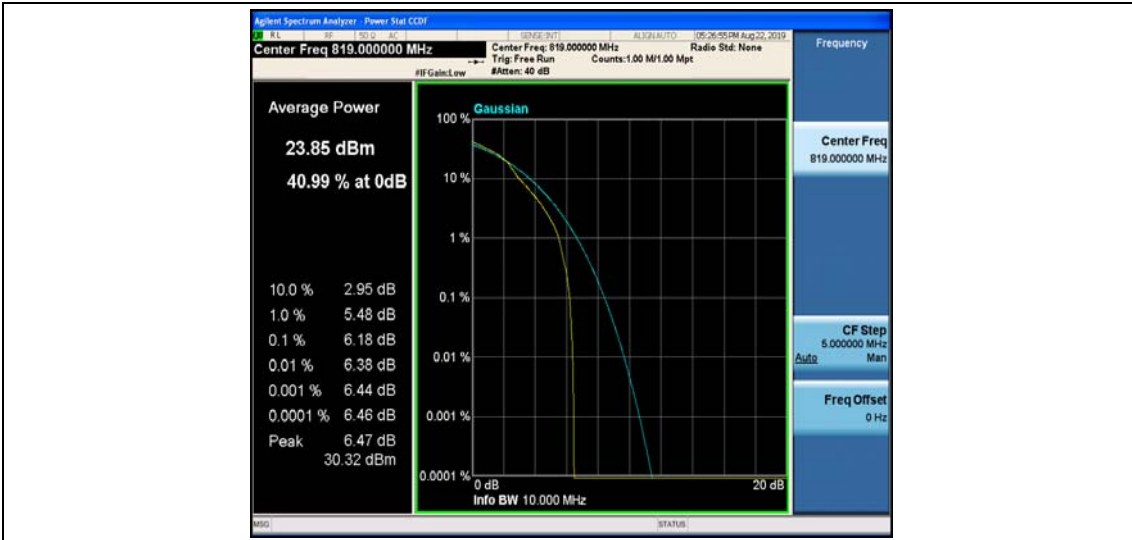 Agilent Spectrum Analyzer - Power Stat CCDF
RL RF 50 Ω AC SENSE:INT ALIGN AUTO 05:26:55 PM Aug 22, 2019
Center Freq 819.000000 MHz
Center Freq: 819.000000 MHz Radio Std: None
Trig: Free Run Counts:1.00 M/1.00 Mpt
#IFGain:Low #Atten: 40 dB
Frequency
Average Power
23.85 dBm
40.99 % at 0dB
10.0 % 2.95 dB
1.0 % 5.48 dB
0.1 % 6.18 dB
0.01 % 6.38 dB
0.001 % 6.44 dB
0.0001 % 6.46 dB
Peak 6.47 dB
30.32 dBm
Gaussian
100 %
10 %
1 %
0.1 %
0.01 %
0.001 %
0.0001 %
0 dB 20 dB
Info BW 10.000 MHz
Center Freq
819.000000 MHz
CF Step
5.000000 MHz
Auto Man
Freq Offset
0 Hz
MSG STATUS